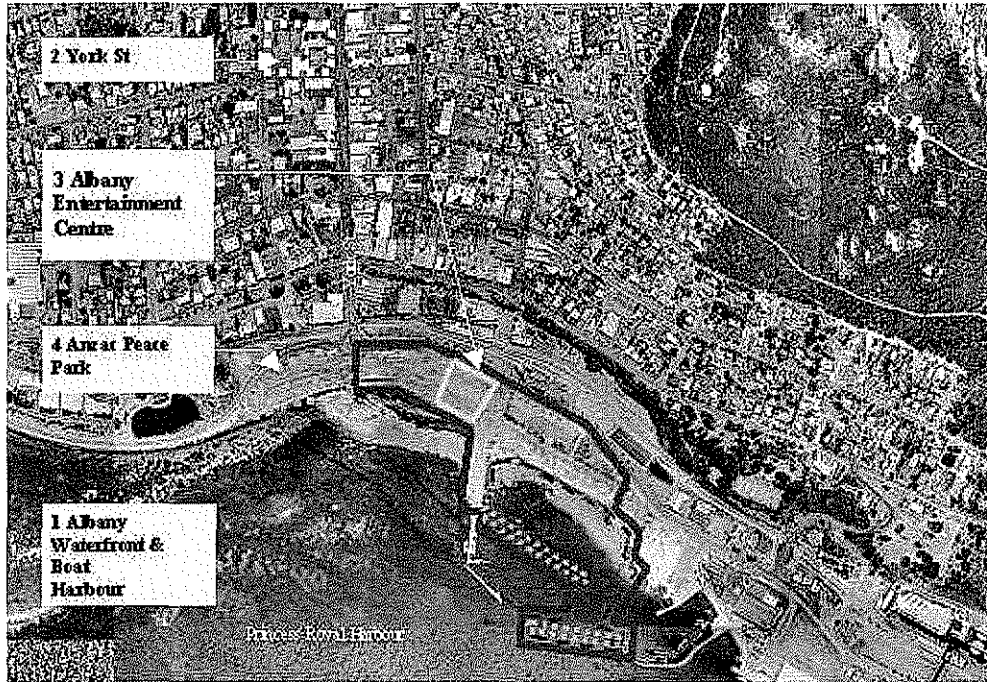 2 York St
3 Albany
Entertainment
Centre
4 Anzac Peace
Park
1 Albany
Waterfront &
Boat
Harbour
Princess Royal Harbour